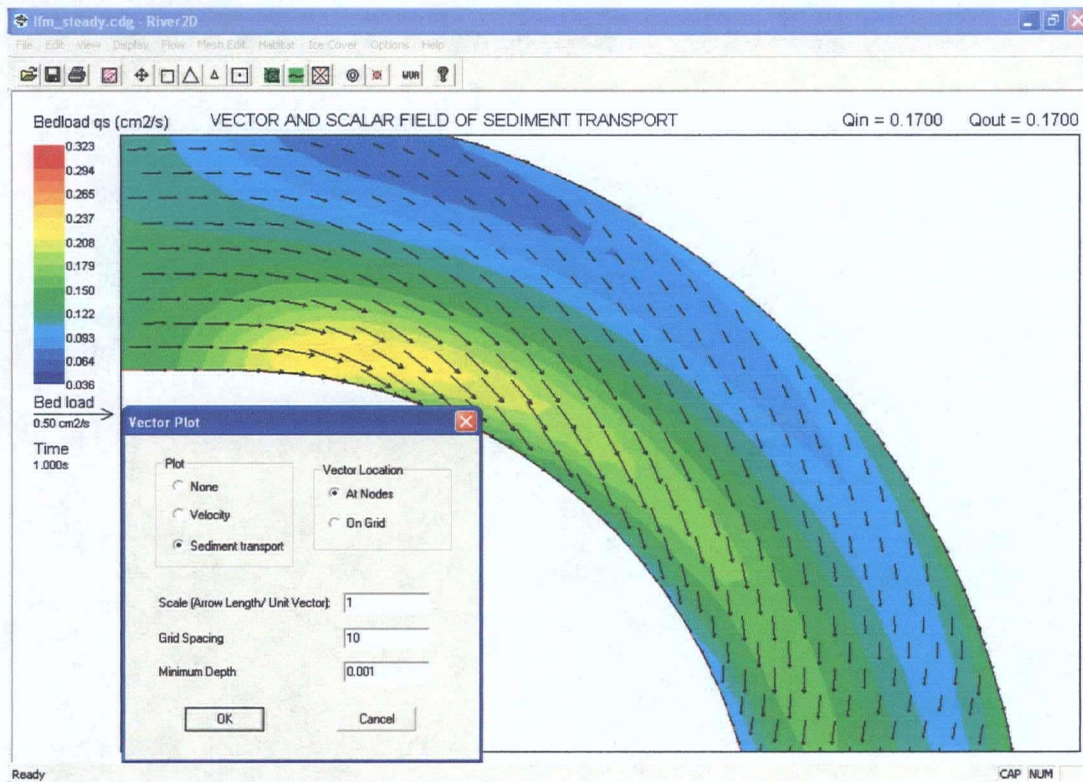 lfm_steady.cdg - River2D
File Edit View Display Flow Mesh Edit Habitat Ice Cover Options Help
WUA
Bedload qs (cm2/s) VECTOR AND SCALAR FIELD OF SEDIMENT TRANSPORT Qin = 0.1700 Qout = 0.1700
0.323
0.294
0.265
0.237
0.208
0.179
0.150
0.122
0.093
0.064
0.036
Bed load
0.50 cm2/s
Time
1.000s
Vector Plot
Plot
None
Velocity
Sediment transport
Vector Location
At Nodes
On Grid
Scale (Arrow Length/ Unit Vector): 1
Grid Spacing 10
Minimum Depth 0.001
OK Cancel
Ready CAP NUM